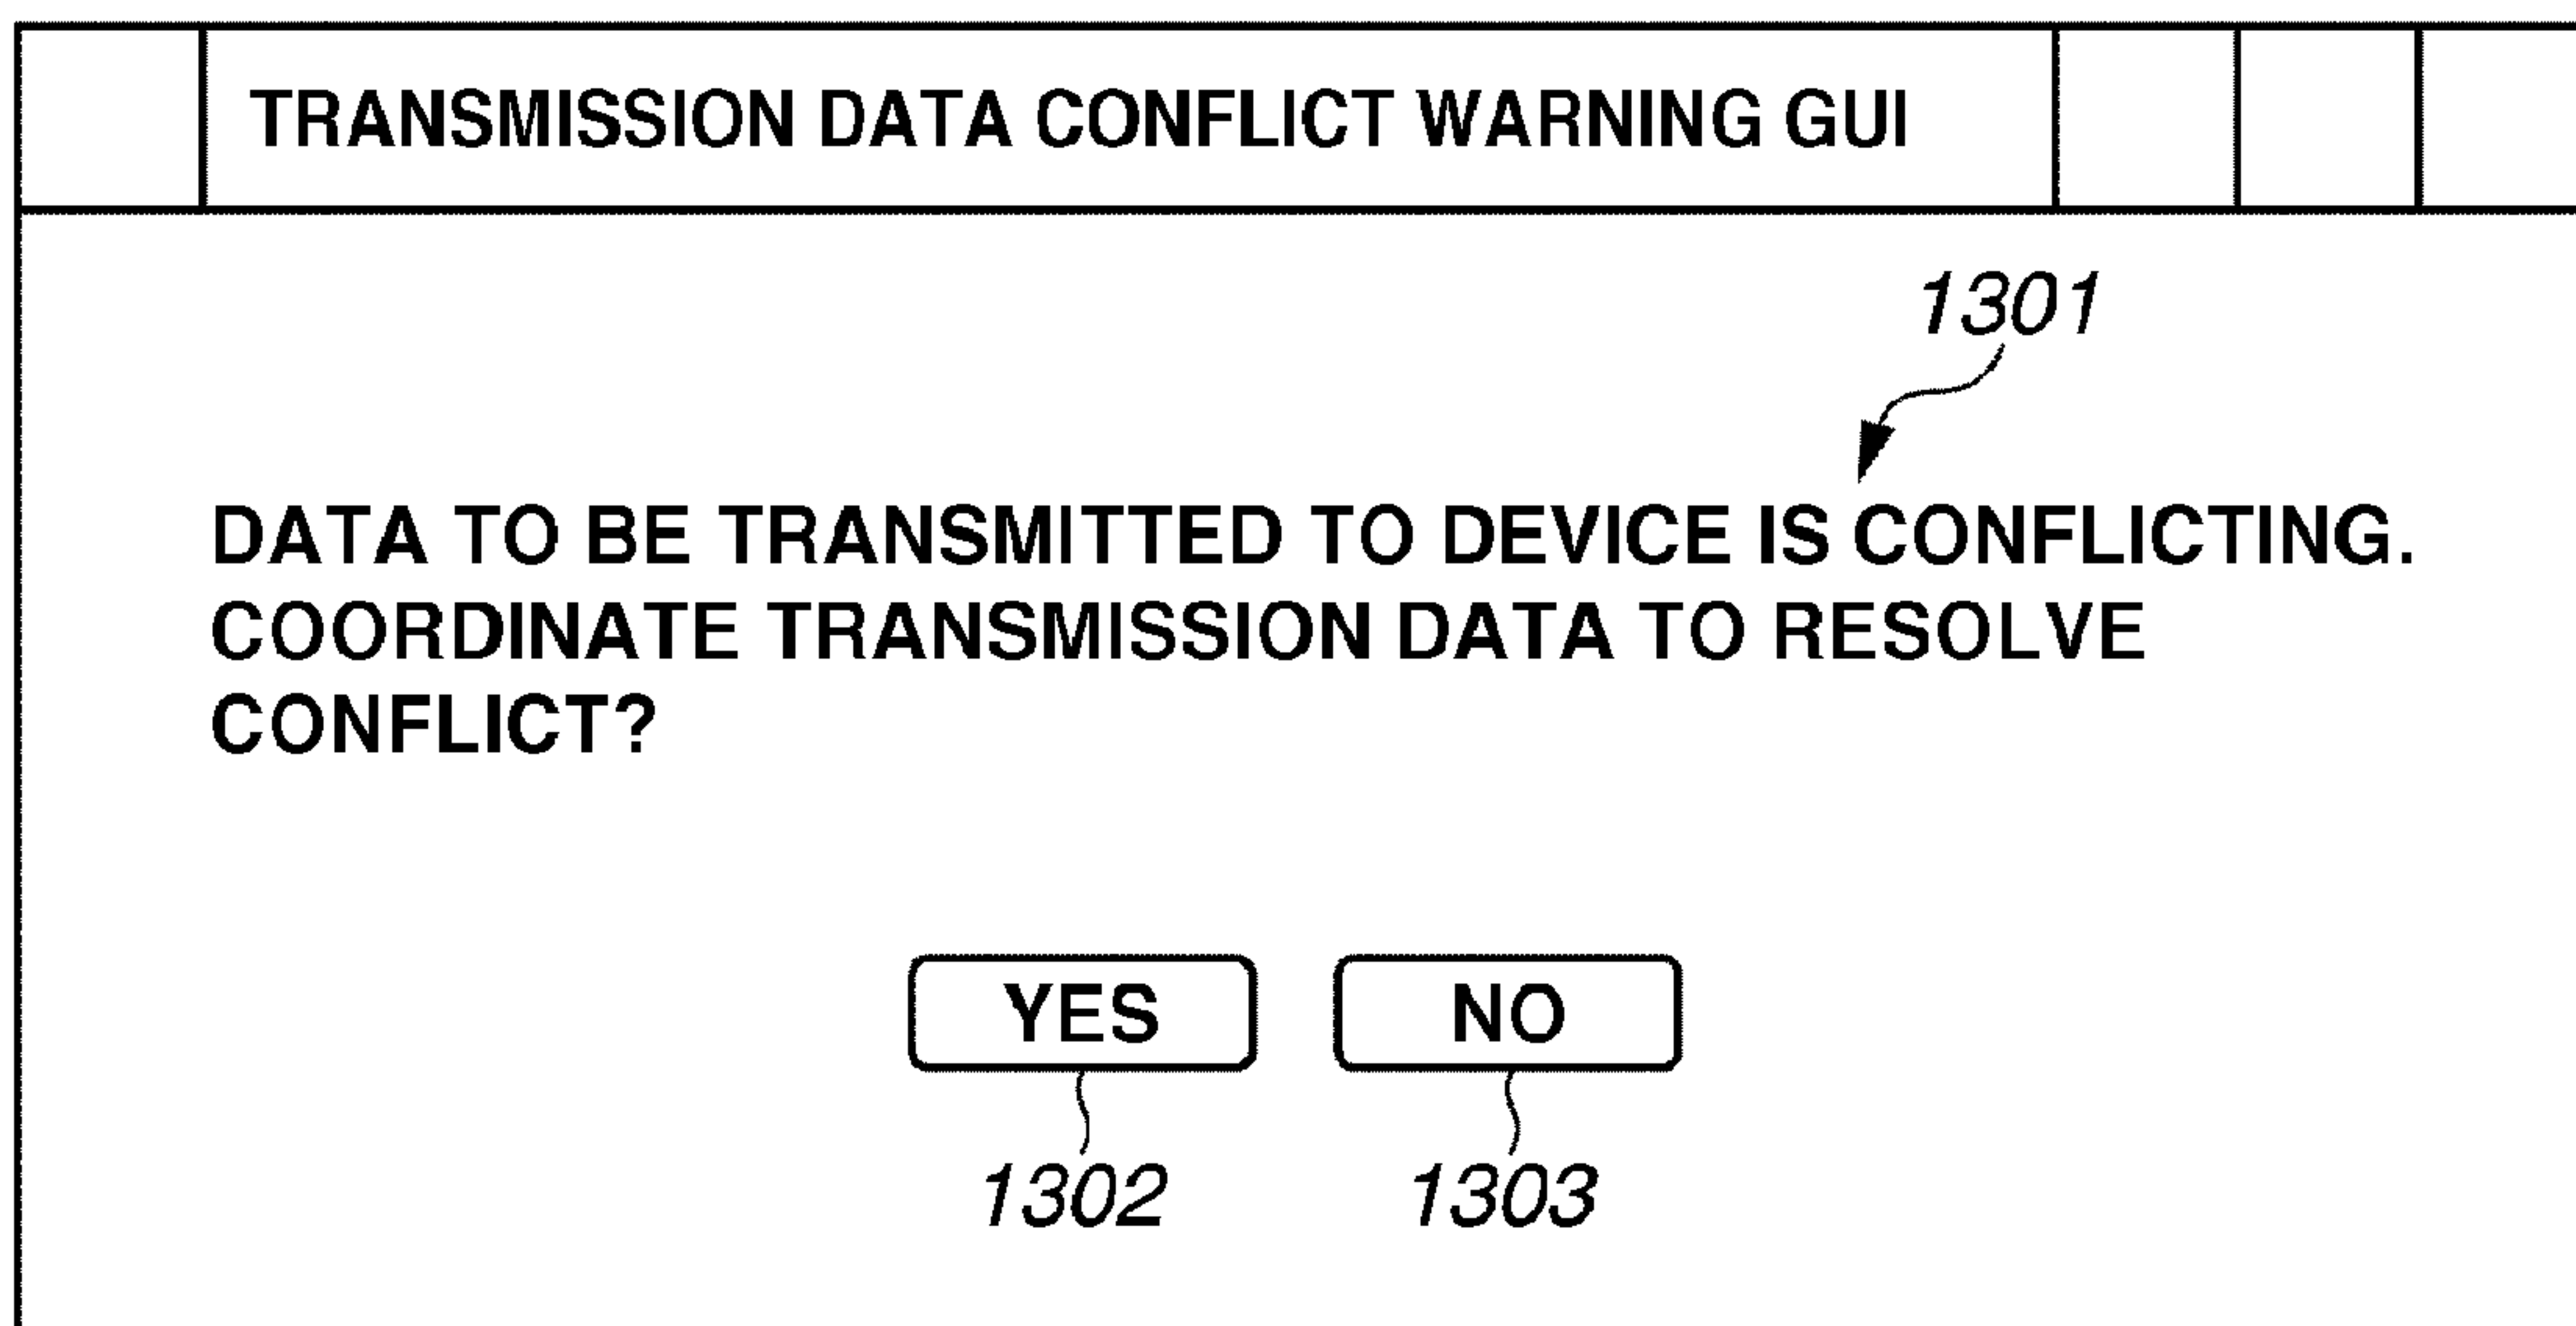 TRANSMISSION DATA CONFLICT WARNING GUI
1301
DATA TO BE TRANSMITTED TO DEVICE IS CONFLICTING.
COORDINATE TRANSMISSION DATA TO RESOLVE
CONFLICT?
YES NO
1302 1303